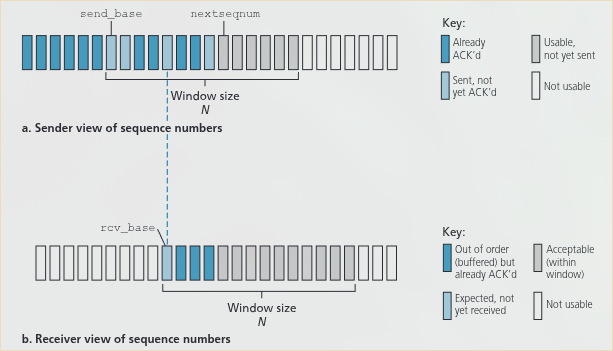 send_base
nextseqnum
Key:
Already
ACK’d
Usable,
not yet sent
Sent, not
yet ACK’d
Not usable
Window size
N
a. Sender view of sequence numbers
rcv_base
Key:
Out of order
(buffered) but
already ACK’d
Acceptable
(within
window)
Expected, not
yet received
Not usable
Window size
N
b. Receiver view of sequence numbers